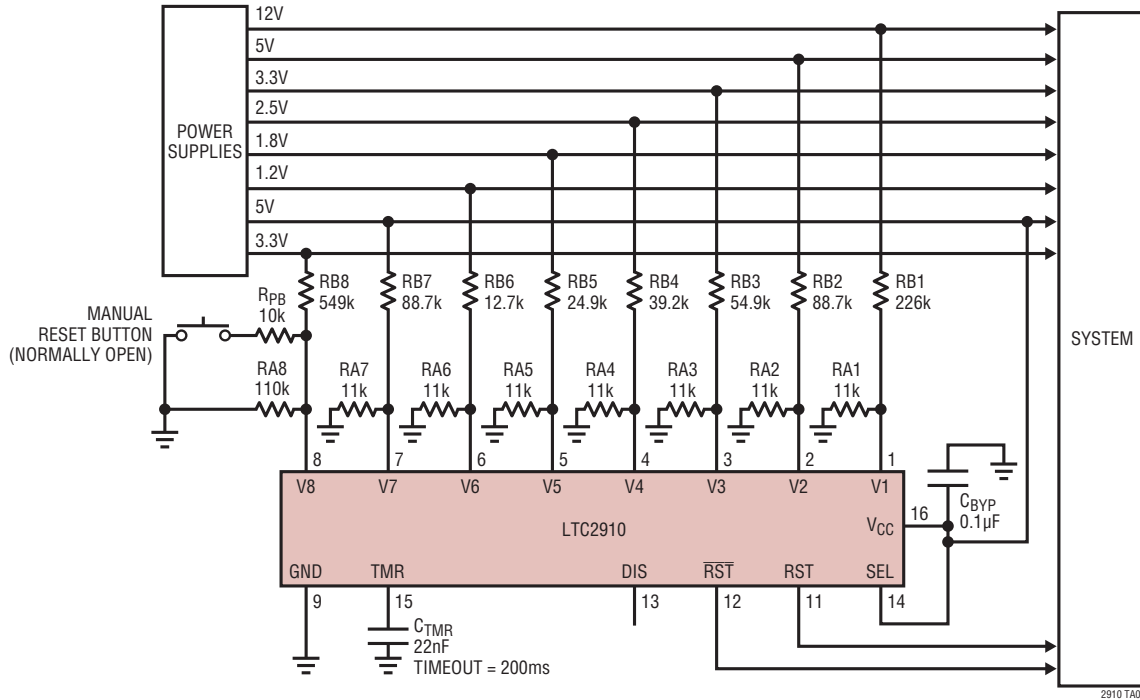 12V
5V
3.3V
2.5V
1.8V
1.2V
5V
3.3V
POWER
SUPPLIES
SYSTEM
MANUAL
RESET BUTTON
(NORMALLY OPEN)
RPB
10k
RB8
549k
RB7
88.7k
RB6
12.7k
RB5
24.9k
RB4
39.2k
RB3
54.9k
RB2
88.7k
RB1
226k
RA8
110k
RA7
11k
RA6
11k
RA5
11k
RA4
11k
RA3
11k
RA2
11k
RA1
11k
8 7 6 5 4 3 2 1
V8 V7 V6 V5 V4 V3 V2 V1
CBYP
0.1µF
16
VCC
LTC2910
GND TMR DIS RST RST SEL
9 15 13 12 11 14
CTMR
22nF
TIMEOUT = 200ms
2910 TA0